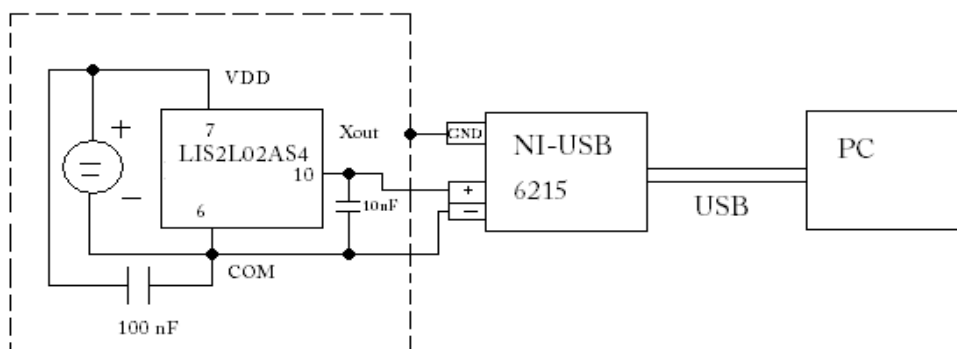 VDD
+
7
Xout
GND
NI-USB
PC
LIS2L02AS4
=
10
+
6215
−
6
10nF
−
USB
COM
100 nF